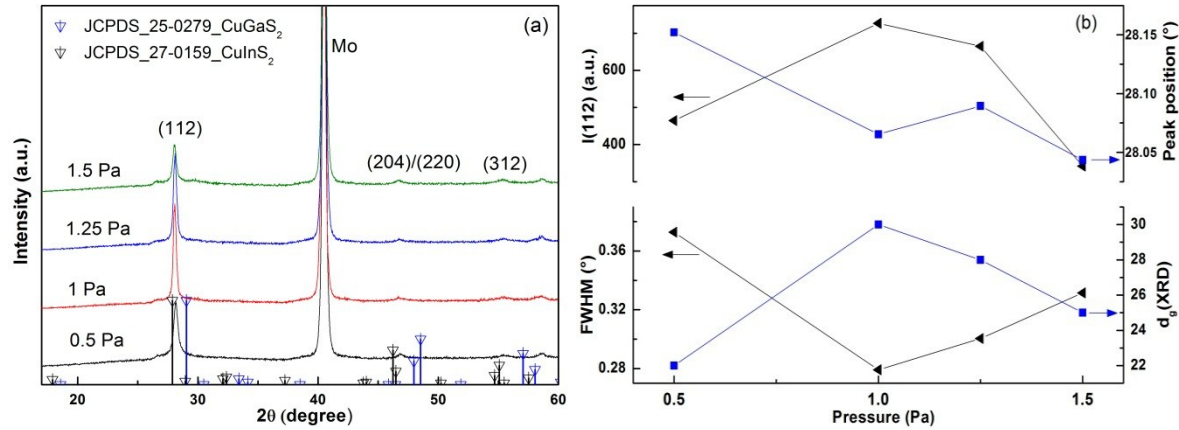 (a)
JCPDS_25-0279_CuGaS₂
JCPDS_27-0159_CuInS₂
Mo
(112)
(204)/(220)
(312)
1.5 Pa
1.25 Pa
1 Pa
0.5 Pa
Intensity (a.u.)
20 30 40 50 60
2θ (degree)
(b)
I(112) (a.u.)
600
400
Peak position (°)
28.15
28.10
28.05
FWHM (°)
0.36
0.32
0.28
d_g(XRD)
30
28
26
24
22
0.5 1.0 1.5
Pressure (Pa)